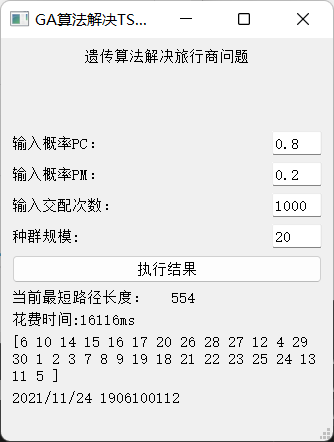 GA算法解决TS...
遗传算法解决旅行商问题
输入概率PC: 0.8
输入概率PM: 0.2
输入交配次数: 1000
种群规模: 20
执行结果
当前最短路径长度: 554
花费时间:16116ms
[6 10 14 15 16 17 20 26 28 27 12 4 29
30 1 2 3 7 8 9 19 18 21 22 23 25 24 13
11 5 ]
2021/11/24 1906100112